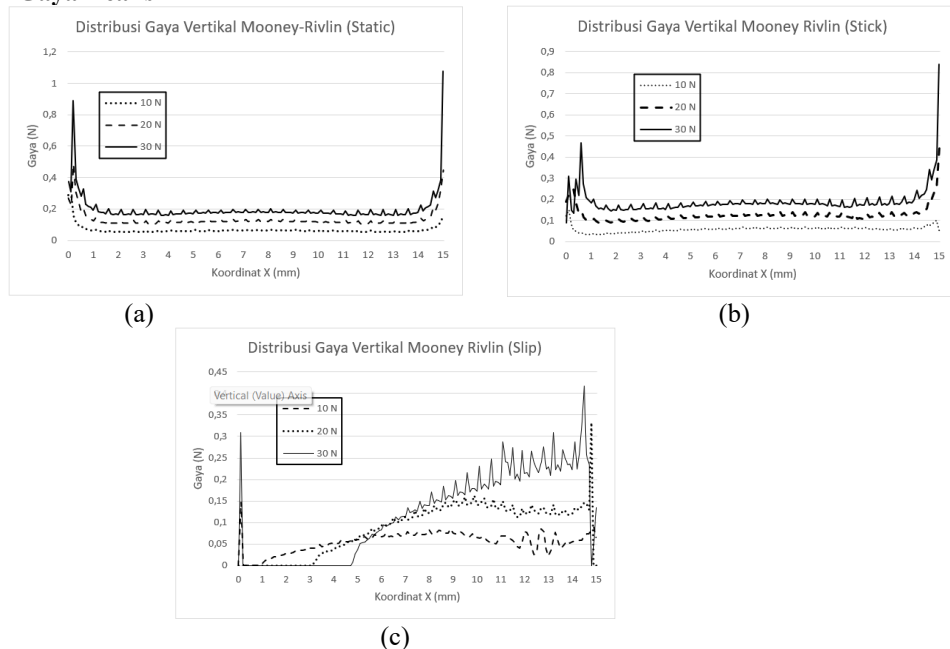 Gaya
Distribusi Gaya Vertikal Mooney-Rivlin (Static)
1,2
1
0,8
0,6
0,4
0,2
0
Gaya (N)
10 N
20 N
30 N
0 1 2 3 4 4 5 6 7 8 9 10 11 12 12 13 14 15
Koordinat X (mm)
(a)
Distribusi Gaya Vertikal Mooney Rivlin (Stick)
0,9
0,8
0,7
0,6
0,5
0,4
0,3
0,2
0,1
0
Gaya (N)
10 N
20 N
30 N
0 1 2 3 4 4 5 6 7 8 9 10 11 12 12 13 14 15
Koordinat X (mm)
(b)
Distribusi Gaya Vertikal Mooney Rivlin (Slip)
0,45
Vertical (Value) Axis
0,35
0,3
0,25
0,2
0,15
0,1
0,05
0
Gaya (N)
10 N
20 N
30 N
0 1 2 3 4 5 6 7 8 9 10 11 12 13 14 15
Koordinat X (mm)
(c)